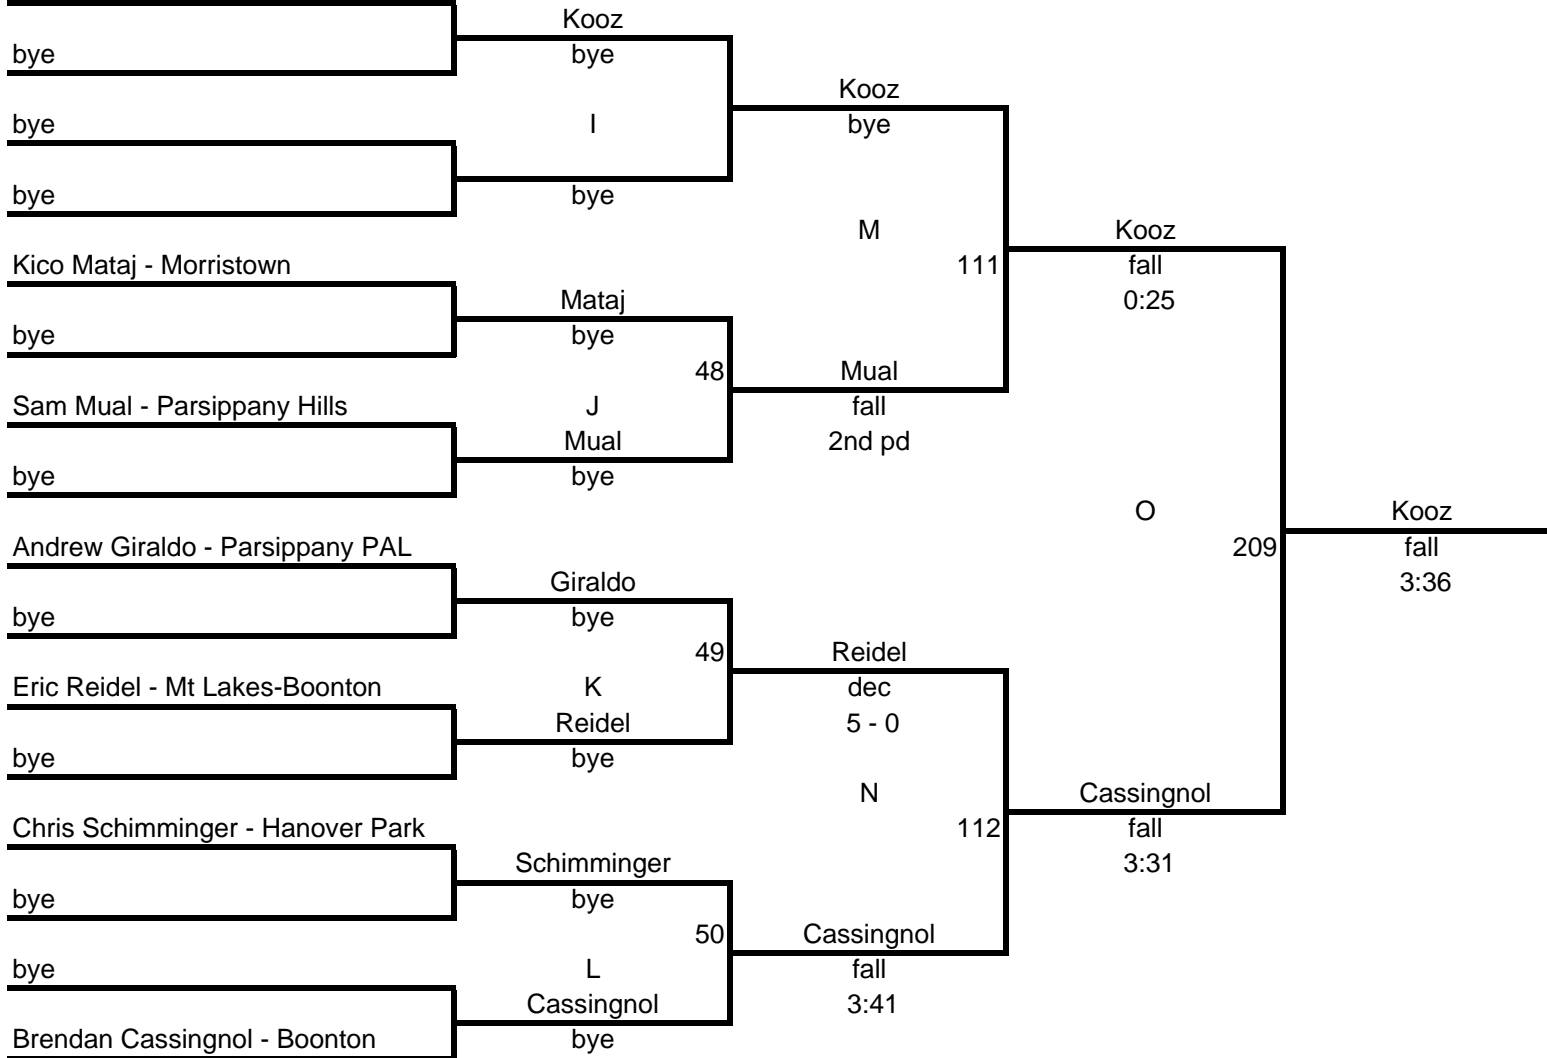 Kooz
bye
bye
Kooz
bye
I
bye
bye
bye
M
Kooz
Kico Mataj - Morristown
111
fall
Mataj
0:25
bye
bye
48
Mual
Sam Mual - Parsippany Hills
J
fall
Mual
2nd pd
bye
bye
O
Kooz
Andrew Giraldo - Parsippany PAL
209
fall
Giraldo
3:36
bye
bye
49
Reidel
Eric Reidel - Mt Lakes-Boonton
K
dec
Reidel
5 - 0
bye
bye
N
Cassingnol
Chris Schimminger - Hanover Park
112
fall
Schimminger
3:31
bye
bye
50
Cassingnol
bye
L
fall
Cassingnol
3:41
Brendan Cassingnol - Boonton
bye